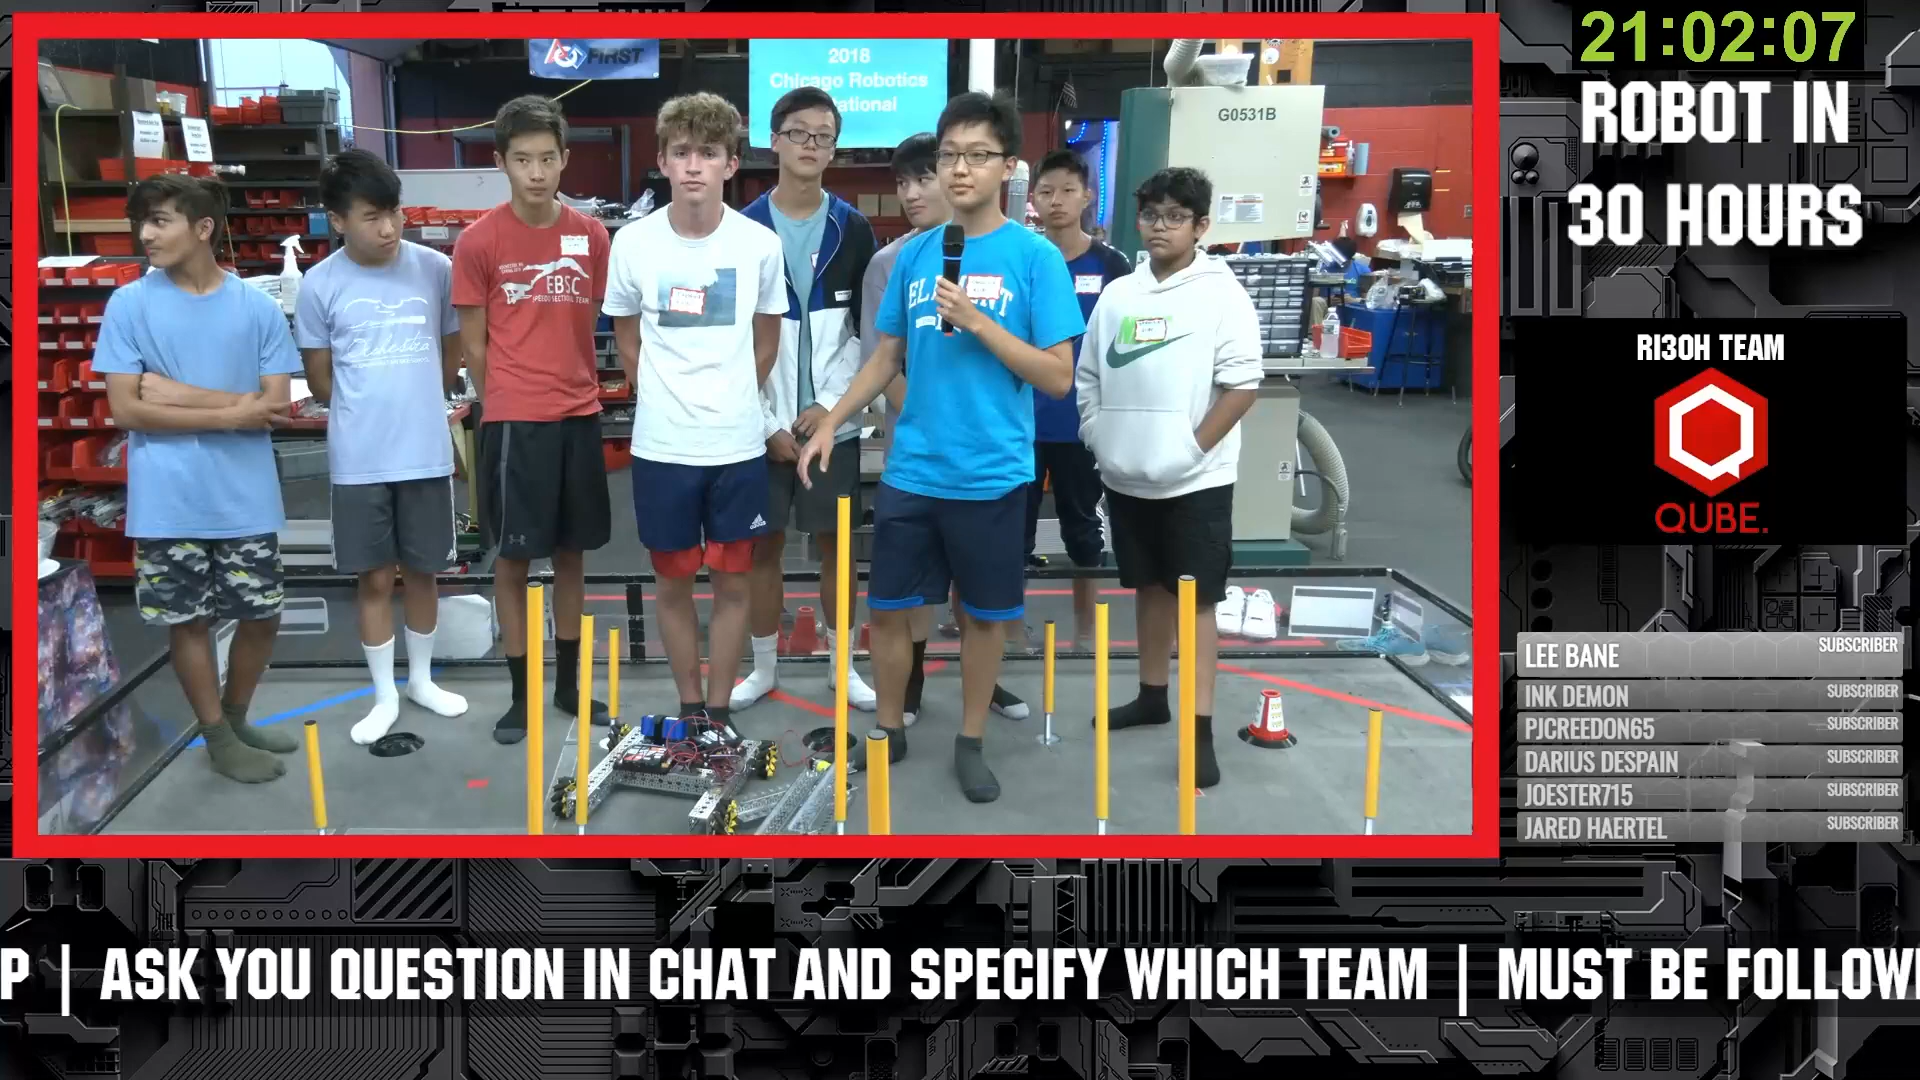 21:02:07
ROBOT IN
30 HOURS
RI30H TEAM
QUBE.
LEE BANE SUBSCRIBER
INK DEMON SUBSCRIBER
PJCREEDON65 SUBSCRIBER
DARIUS DESPAIN SUBSCRIBER
JOESTER715 SUBSCRIBER
JARED HAERTEL SUBSCRIBER
FIRST
2018
Chicago Robotics
G0531B
EBSC
Orchestra
P | ASK YOU QUESTION IN CHAT AND SPECIFY WHICH TEAM | MUST BE FOLLOW